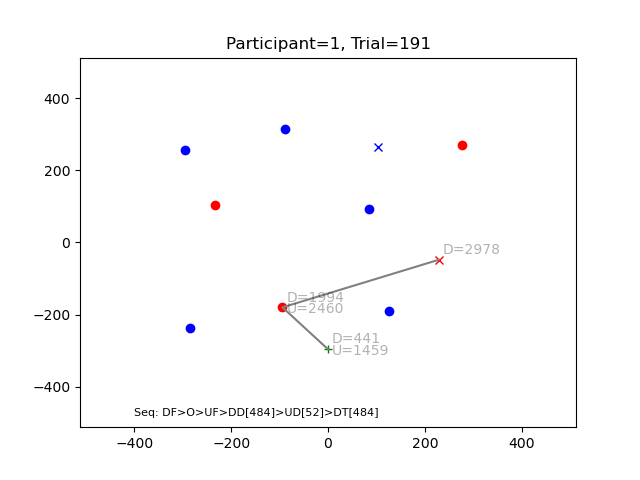 Participant=1, Trial=191
400
200
0
−200
−400
D=2978
D=1994
U=2460
D=441
U=1459
Seq: DF>O>UF>DD[484]>UD[52]>DT[484]
−400
−200
0
200
400